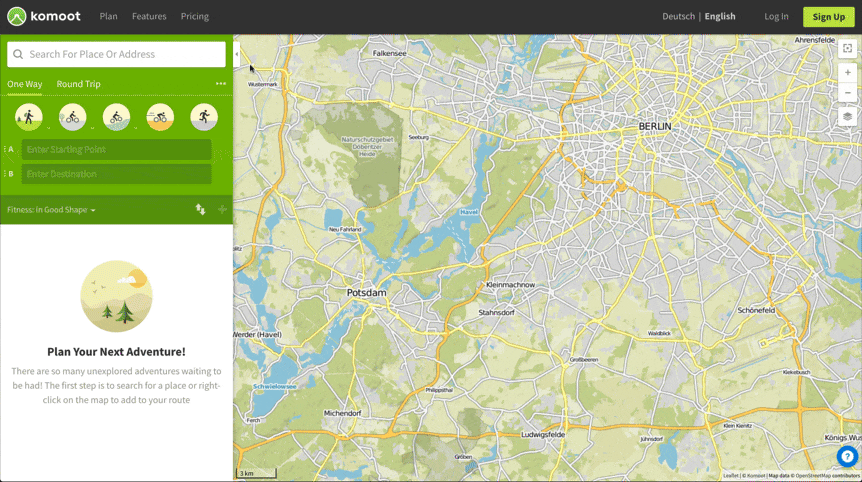 komoot
Plan Features Pricing
Deutsch | English Log In Sign Up
Search For Place Or Address
One Way Round Trip
A Enter Starting Point
B Enter Destination
Fitness: In Good Shape
Plan Your Next Adventure!
There are so many unexplored adventures waiting to
be had! The first step is to search for a place or right-
click on the map to add to your route
Ahrensfelde
Falkensee
Wustermark
BERLIN
Naturschutzgebiet
Döberitzer
Heide
Seeburg
Havel
Neu Fahrland
Potsdam
Kleinmachnow
Stahnsdorf
Schönefeld
Werder (Havel)
Waldblick
Großbeeren
Kiekebusch
Schwielowsee
Philippsthal
Ferch
Michendorf
Ludwigsfelde
Klein Kienitz
Juhnsdorf
Königs Wus
3 km
Leaflet | © Komoot | Map data © OpenStreetMap contributors
?